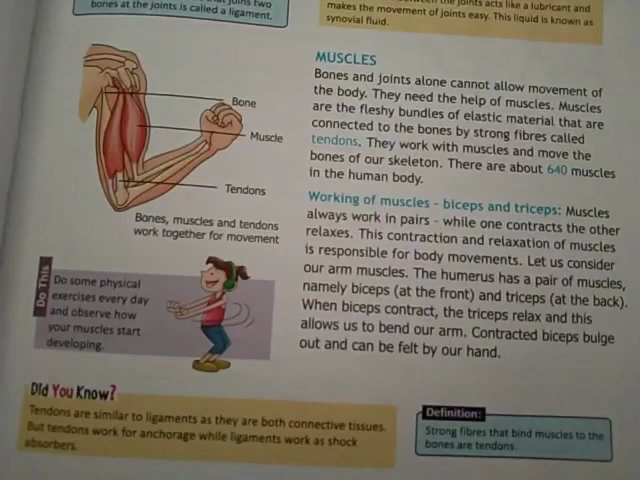 that joins two
bones at the joints is called a ligament.
the joints acts like a lubricant and
makes the movement of joints easy. This liquid is known as
synovial fluid.
Bone
Muscle
Tendons
Bones, muscles and tendons
work together for movement
MUSCLES
Bones and joints alone cannot allow movement of
the body. They need the help of muscles. Muscles
are the fleshy bundles of elastic material that are
connected to the bones by strong fibres called
tendons. They work with muscles and move the
bones of our skeleton. There are about 640 muscles
in the human body.
Working of muscles - biceps and triceps: Muscles
always work in pairs - while one contracts the other
relaxes. This contraction and relaxation of muscles
is responsible for body movements. Let us consider
our arm muscles. The humerus has a pair of muscles,
namely biceps (at the front) and triceps (at the back).
When biceps contract, the triceps relax and this
allows us to bend our arm. Contracted biceps bulge
out and can be felt by our hand.
Do This
Do some physical
exercises every day
and observe how
your muscles start
developing.
Did You Know?
Tendons are similar to ligaments as they are both connective tissues.
But tendons work for anchorage while ligaments work as shock
absorbers.
Definition:
Strong fibres that bind muscles to the
bones are tendons.